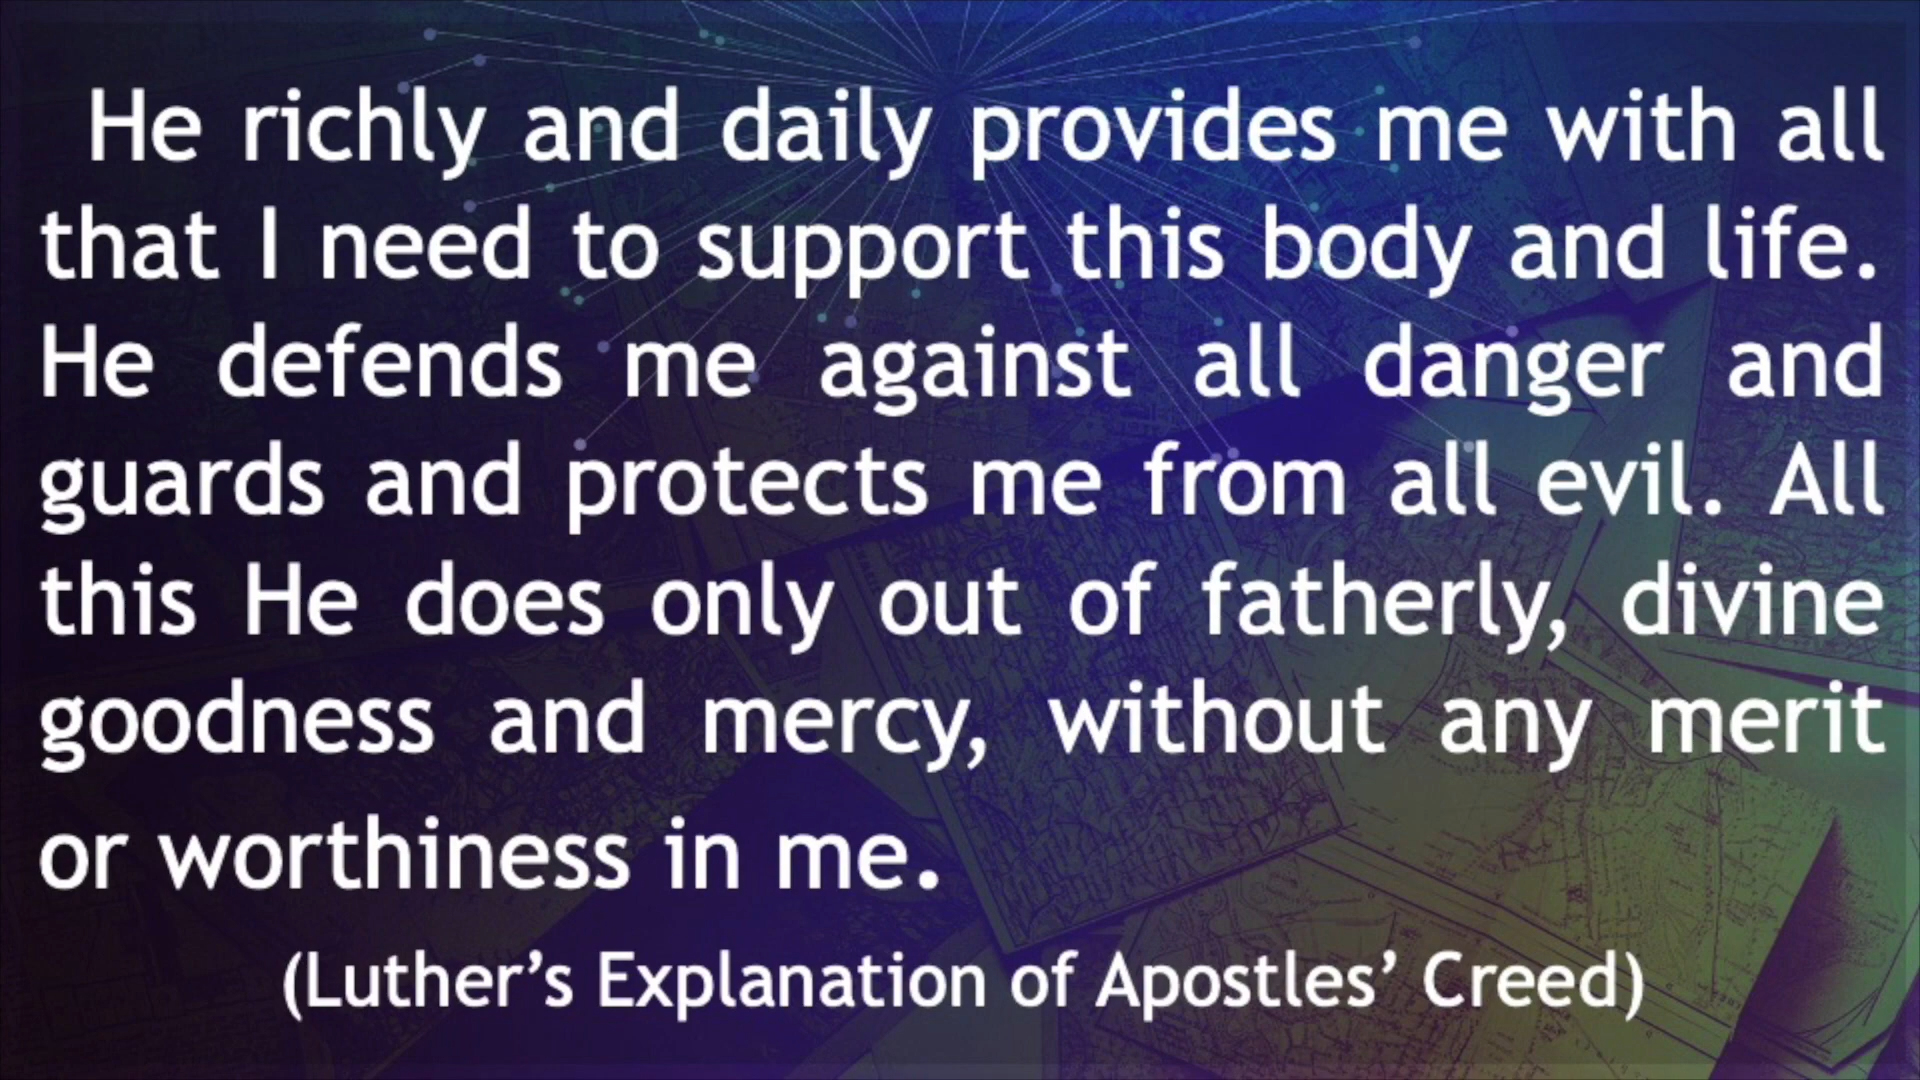 He richly and daily provides me with all
that I need to support this body and life.
He defends me against all danger and
guards and protects me from all evil. All
this He does only out of fatherly, divine
goodness and mercy, without any merit
or worthiness in me.
(Luther’s Explanation of Apostles’ Creed)